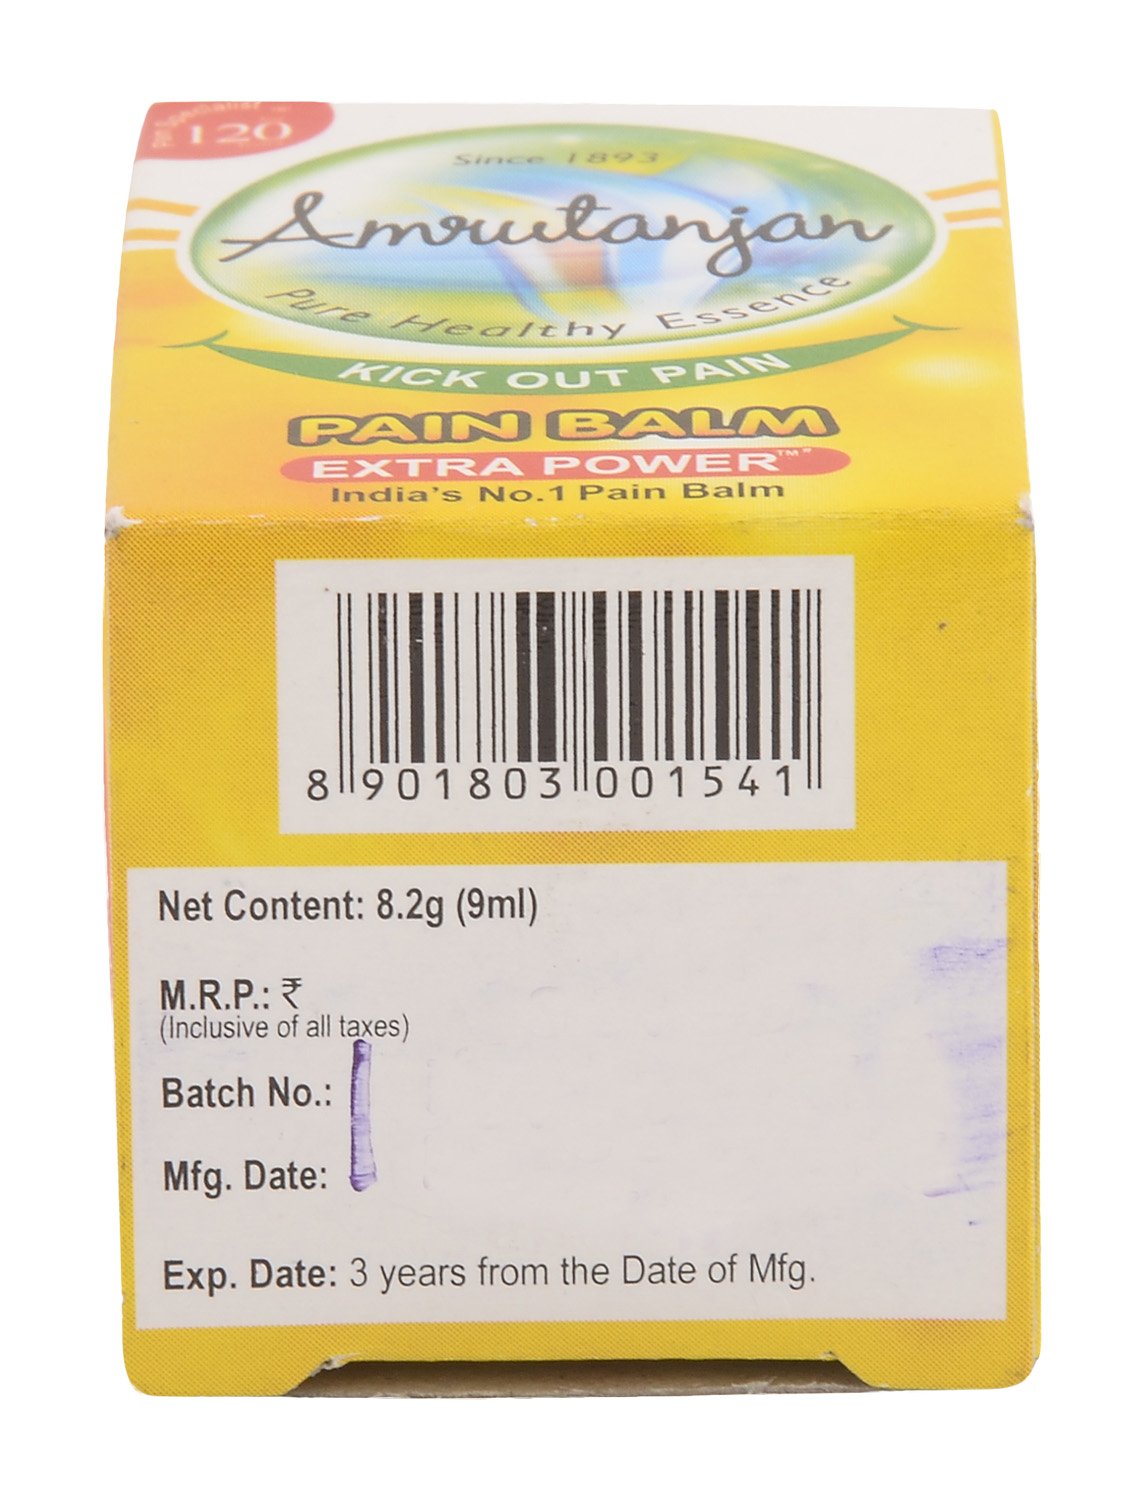 120
Since 1893
Amrutanjan
Pure Healthy Essence
KICK OUT PAIN
PAIN BALM
EXTRA POWER™
India's No.1 Pain Balm
8 901803 001541
Net Content: 8.2g (9ml)
M.R.P.: ₹
(Inclusive of all taxes)
Batch No.:
Mfg. Date:
Exp. Date: 3 years from the Date of Mfg.